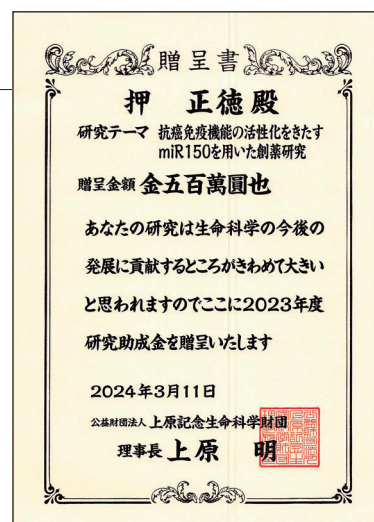 贈呈書
押 正徳殿
研究テーマ 抗癌免疫機能の活性化をきたす
miR150を用いた創薬研究
贈呈金額 金五百萬圓也
あなたの研究は生命科学の今後の
発展に貢献するところがきわめて大きい
と思われますのでここに2023年度
研究助成金を贈呈いたします
2024年3月11日
公益財団法人 上原記念生命科学財団
理事長 上原 明